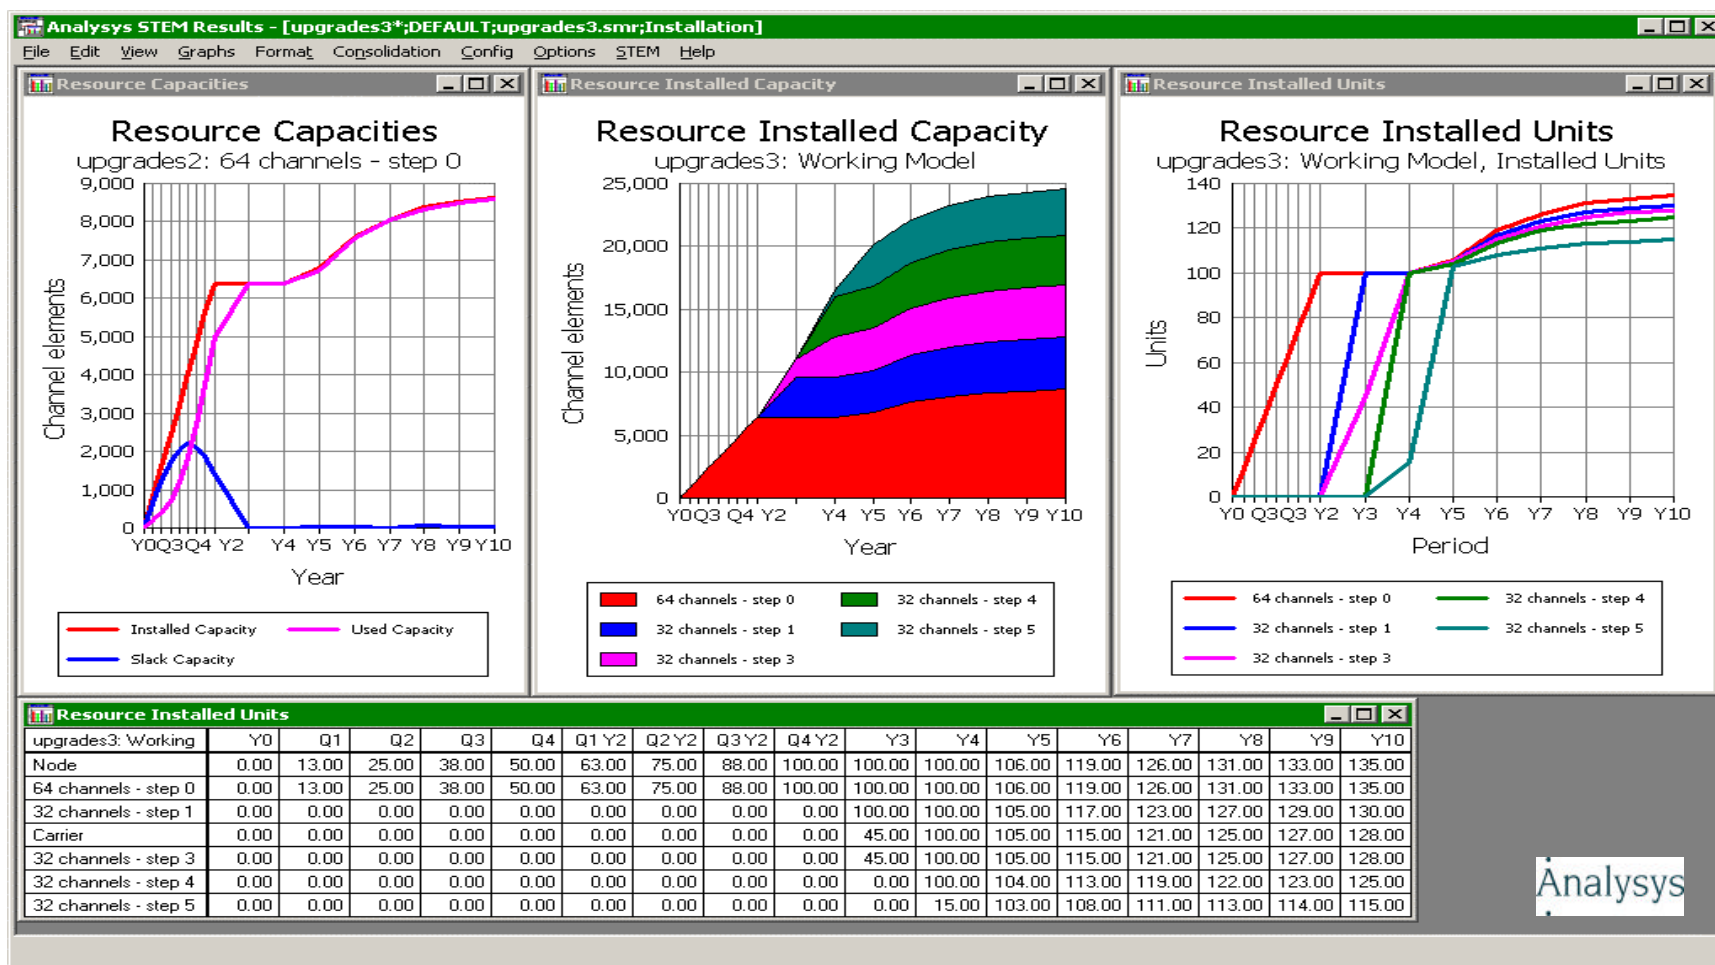 Analysys STEM Results - [upgrades3*;DEFAULT;upgrades3.smr;Installation]
File Edit View Graphs Format Consolidation Config Options STEM Help
Resource Capacities
Resource Capacities
upgrades2: 64 channels - step 0
9,000
8,000
7,000
6,000
5,000
4,000
3,000
2,000
1,000
0
Channel elements
Y0 Q3 Q4 Y2 Y4 Y5 Y6 Y7 Y8 Y9 Y10
Year
Installed Capacity Used Capacity
Slack Capacity
Resource Installed Capacity
Resource Installed Capacity
upgrades3: Working Model
25,000
20,000
15,000
10,000
5,000
0
Channel elements
Y0 Q3 Q4 Y2 Y4 Y5 Y6 Y7 Y8 Y9 Y10
Year
64 channels - step 0 32 channels - step 4
32 channels - step 1 32 channels - step 5
32 channels - step 3
Resource Installed Units
Resource Installed Units
upgrades3: Working Model, Installed Units
140
120
100
80
60
40
20
0
Units
Y0 Q3 Q3 Y2 Y3 Y4 Y5 Y6 Y7 Y8 Y9 Y10
Period
64 channels - step 0 32 channels - step 4
32 channels - step 1 32 channels - step 5
32 channels - step 3
Resource Installed Units
upgrades3: Working Y0 Q1 Q2 Q3 Q4 Q1 Y2 Q2 Y2 Q3 Y2 Q4 Y2 Y3 Y4 Y5 Y6 Y7 Y8 Y9 Y10
Node 0.00 13.00 25.00 38.00 50.00 63.00 75.00 88.00 100.00 100.00 100.00 106.00 119.00 126.00 131.00 133.00 135.00
64 channels - step 0 0.00 13.00 25.00 38.00 50.00 63.00 75.00 88.00 100.00 100.00 100.00 106.00 119.00 126.00 131.00 133.00 135.00
32 channels - step 1 0.00 0.00 0.00 0.00 0.00 0.00 0.00 0.00 0.00 100.00 100.00 105.00 117.00 123.00 127.00 129.00 130.00
Carrier 0.00 0.00 0.00 0.00 0.00 0.00 0.00 0.00 0.00 45.00 100.00 105.00 115.00 121.00 125.00 127.00 128.00
32 channels - step 3 0.00 0.00 0.00 0.00 0.00 0.00 0.00 0.00 0.00 45.00 100.00 105.00 115.00 121.00 125.00 127.00 128.00
32 channels - step 4 0.00 0.00 0.00 0.00 0.00 0.00 0.00 0.00 0.00 0.00 100.00 104.00 113.00 119.00 122.00 123.00 125.00
32 channels - step 5 0.00 0.00 0.00 0.00 0.00 0.00 0.00 0.00 0.00 0.00 15.00 103.00 108.00 111.00 113.00 114.00 115.00
Analysys